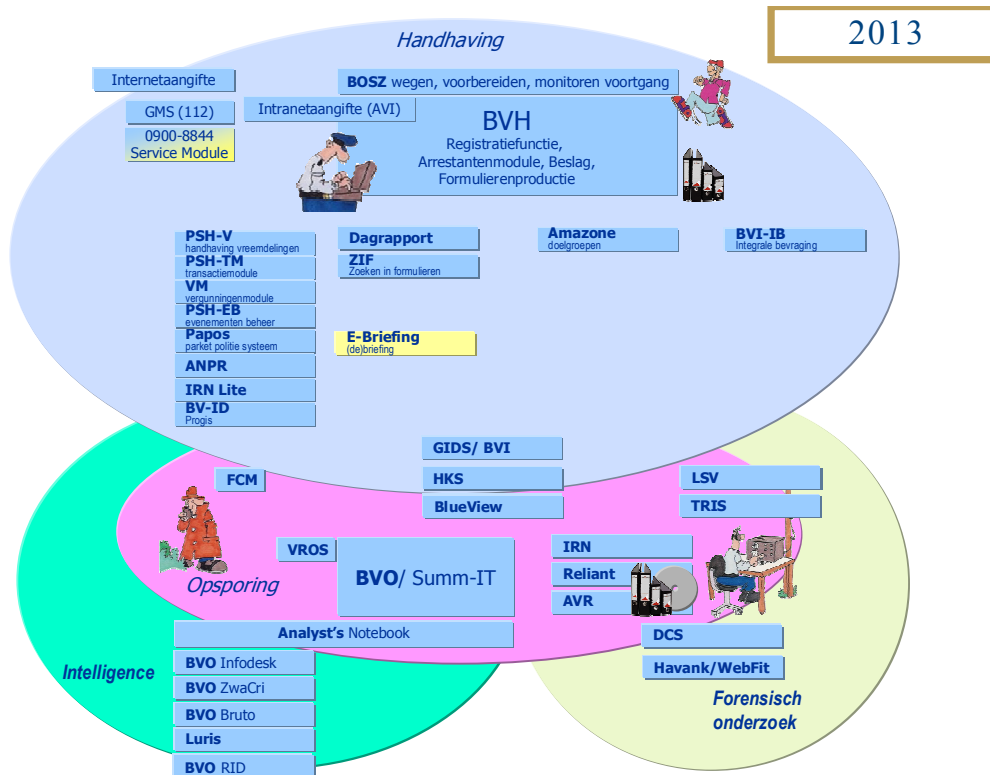 2013
Handhaving
Internetaangifte
BOSZ wegen, voorbereiden, monitoren voortgang
GMS (112)
Intranetaangifte (AVI)
BVH
Registratiefunctie,
Arrestantenmodule, Beslag,
Formulierenproductie
0900-8844
Service Module
PSH-V
handhaving vreemdelingen
PSH-TM
transactiemodule
VM
vergunningenmodule
PSH-EB
evenementen beheer
Papos
parket politie systeem
ANPR
IRN Lite
BV-ID
Progis
Dagrapport
ZIF
Zoeken in formulieren
E-Briefing
(de)briefing
Amazone
doelgroepen
BVI-IB
Integrale bevraging
GIDS/ BVI
HKS
BlueView
FCM
LSV
TRIS
VROS
BVO/ Summ-IT
IRN
Reliant
AVR
Opsporing
Analyst's Notebook
DCS
Havank/WebFit
Intelligence
BVO Infodesk
BVO ZwaCri
BVO Bruto
Luris
BVO RID
Forensisch
onderzoek